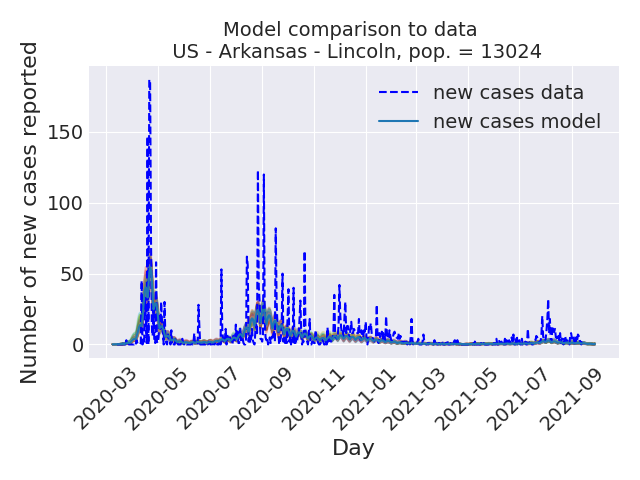 Model comparison to data
US - Arkansas - Lincoln, pop. = 13024
Number of new cases reported
150
100
50
0
new cases data
new cases model
2020-03
2020-05
2020-07
2020-09
2020-11
2021-01
2021-03
2021-05
2021-07
2021-09
Day